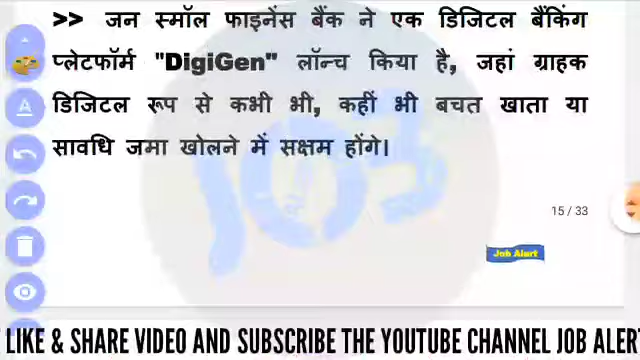 >> जन स्मॉल फाइनेंस बैंक ने एक डिजिटल बैंकिंग
प्लेटफॉर्म "DigiGen" लॉन्च किया है, जहां ग्राहक
डिजिटल रूप से कभी भी, कहीं भी बचत खाता या
सावधि जमा खोलने में सक्षम होंगे।
JOB
15 / 33
Job Alert
LIKE & SHARE VIDEO AND SUBSCRIBE THE YOUTUBE CHANNEL JOB ALERT